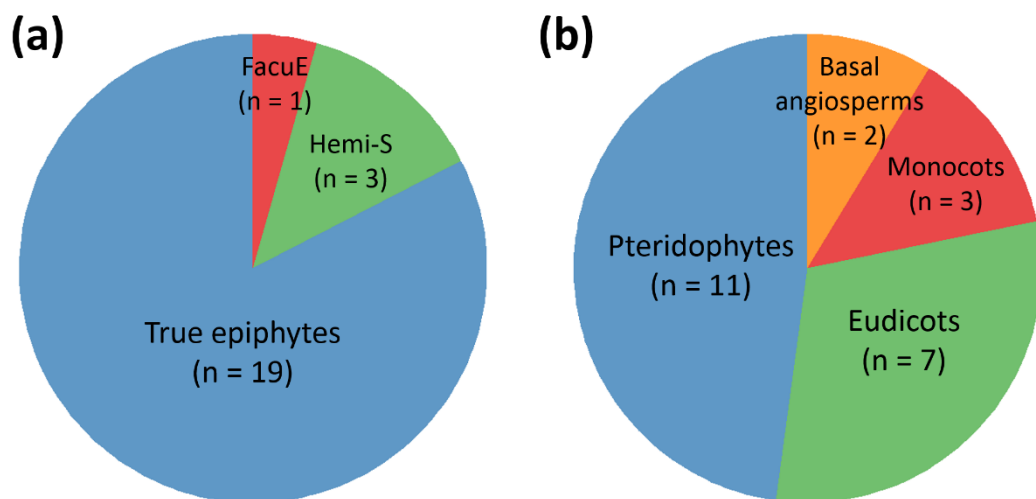 (a)
FacuE
(n = 1)
Hemi-S
(n = 3)
True epiphytes
(n = 19)
(b)
Basal
angiosperms
(n = 2)
Monocots
(n = 3)
Pteridophytes
(n = 11)
Eudicots
(n = 7)